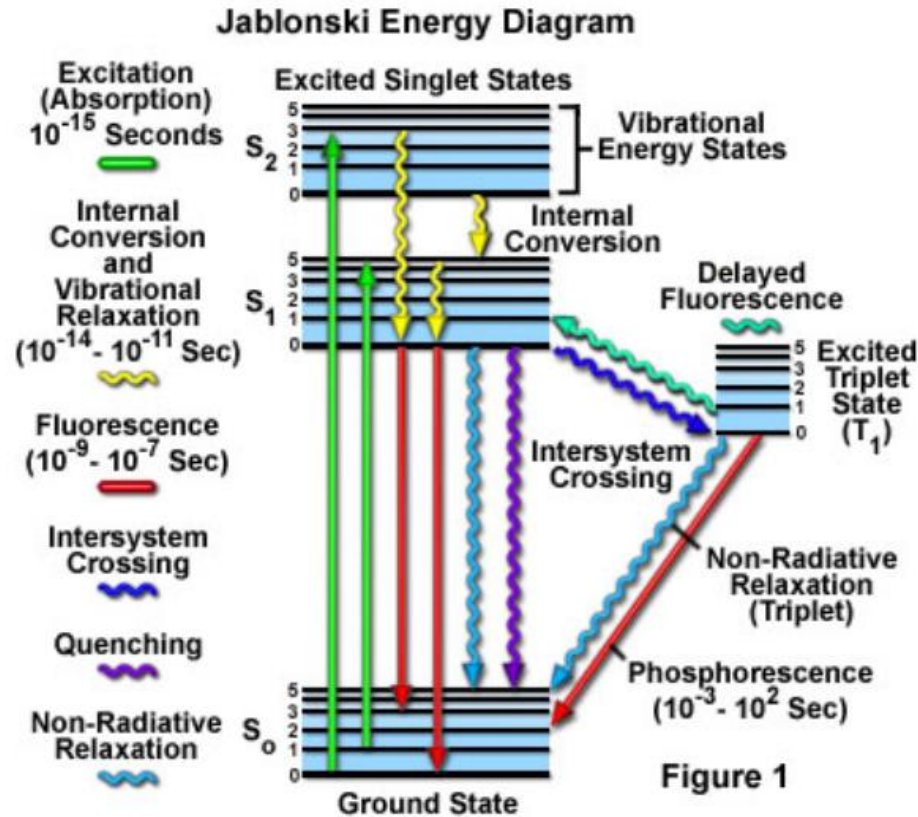 Jablonski Energy Diagram
Excitation
(Absorption)
10⁻¹⁵ Seconds
Internal
Conversion
and
Vibrational
Relaxation
(10⁻¹⁴ - 10⁻¹¹ Sec)
Fluorescence
(10⁻⁹ - 10⁻⁷ Sec)
Intersystem
Crossing
Quenching
Non-Radiative
Relaxation
Excited Singlet States
S₂
5
3
2
1
0
Vibrational
Energy States
Internal
Conversion
S₁
5
3
2
1
0
Delayed
Fluorescence
5
3
2
1
0
Excited
Triplet
State
(T₁)
Intersystem
Crossing
Non-Radiative
Relaxation
(Triplet)
Phosphorescence
(10⁻³ - 10² Sec)
Sₒ
5
3
2
1
0
Ground State
Figure 1